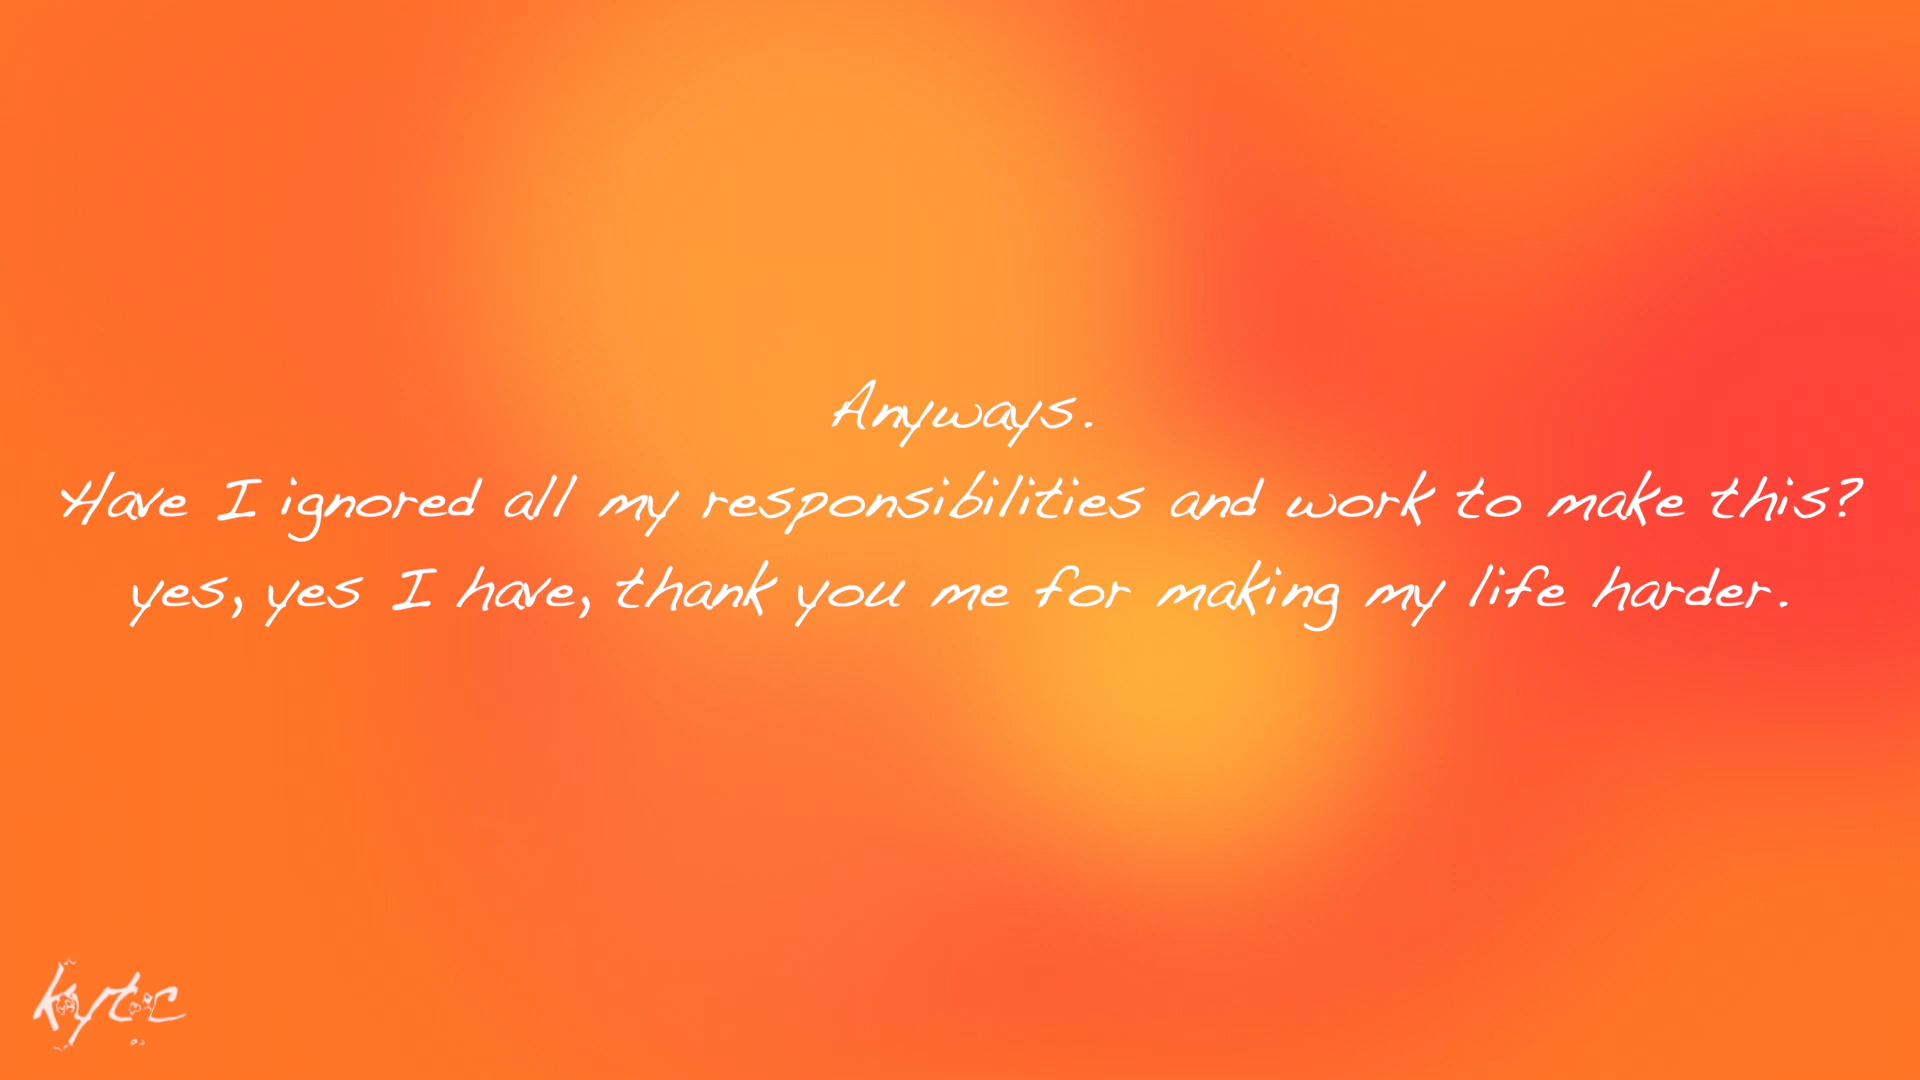 Anyways.
Have I ignored all my responsibilities and work to make this?
yes, yes I have, thank you me for making my life harder.